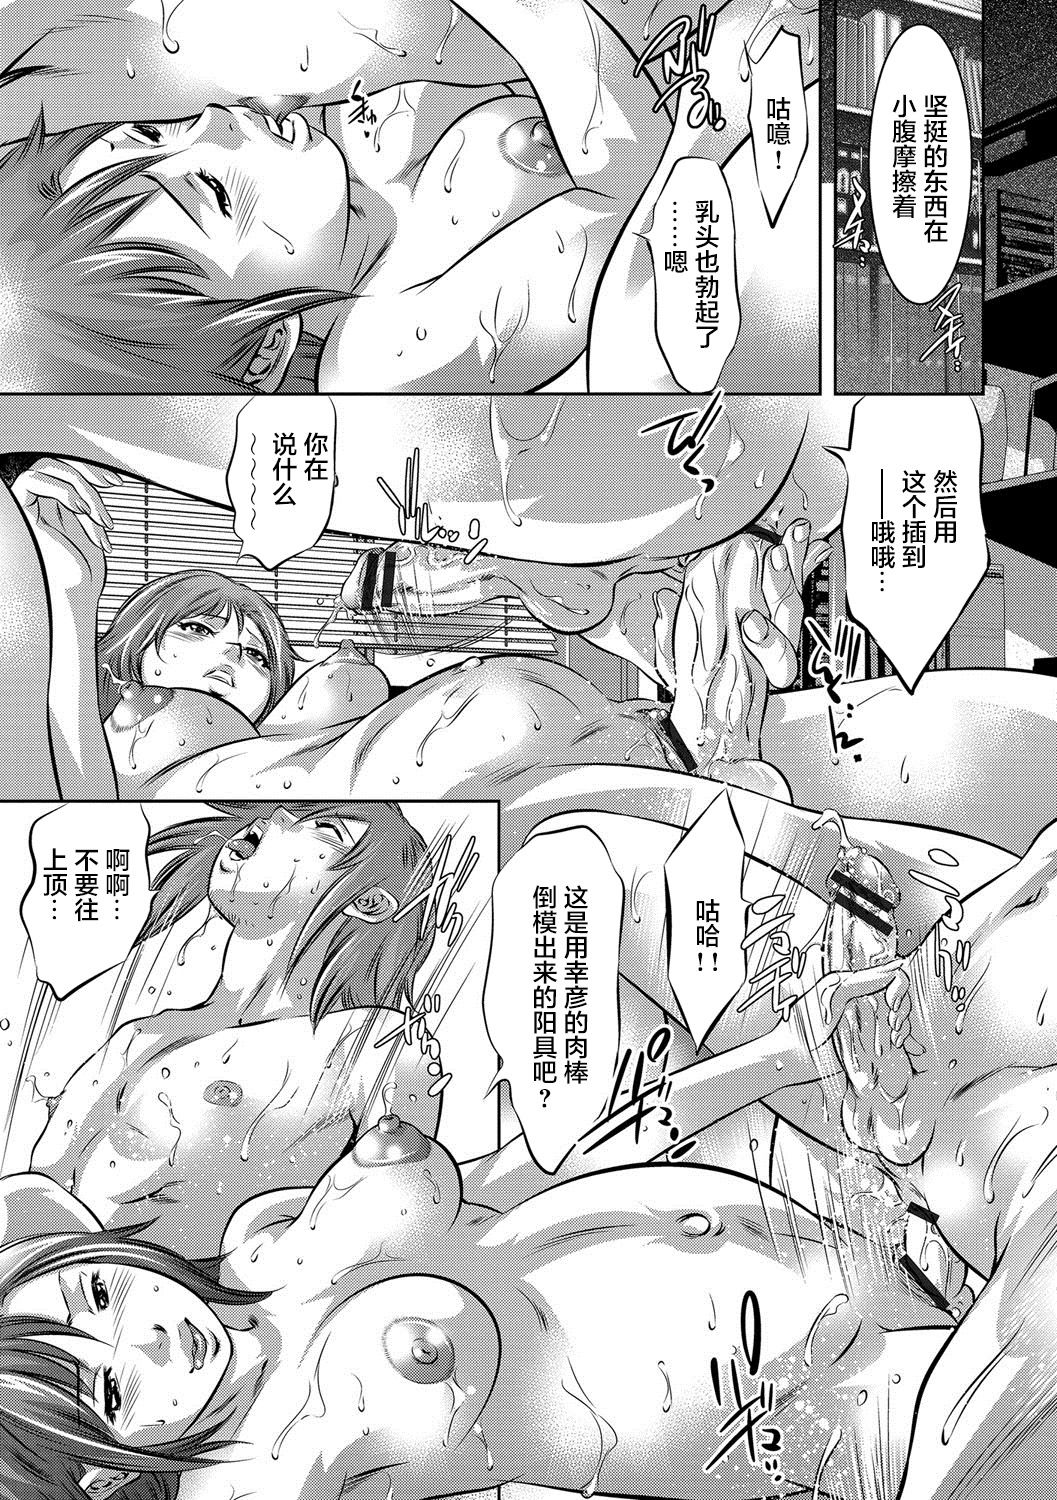 坚挺的东西在
小腹摩擦着
咕噫！
乳头也勃起了
……嗯
然后用
这个插到
——哦哦…
你在
说什么
～～～～
咕哈！！
这是用幸彦的肉棒
倒模出来的阳具吧？
啊啊…
不要往
上顶…